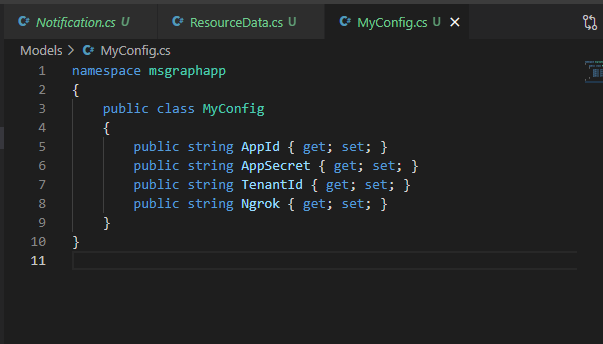 C# Notification.cs U
C# ResourceData.cs U
C# MyConfig.cs U
Models > C# MyConfig.cs
1 namespace msgraphapp
2 {
3 public class MyConfig
4 {
5 public string AppId { get; set; }
6 public string AppSecret { get; set; }
7 public string TenantId { get; set; }
8 public string Ngrok { get; set; }
9 }
10 }
11